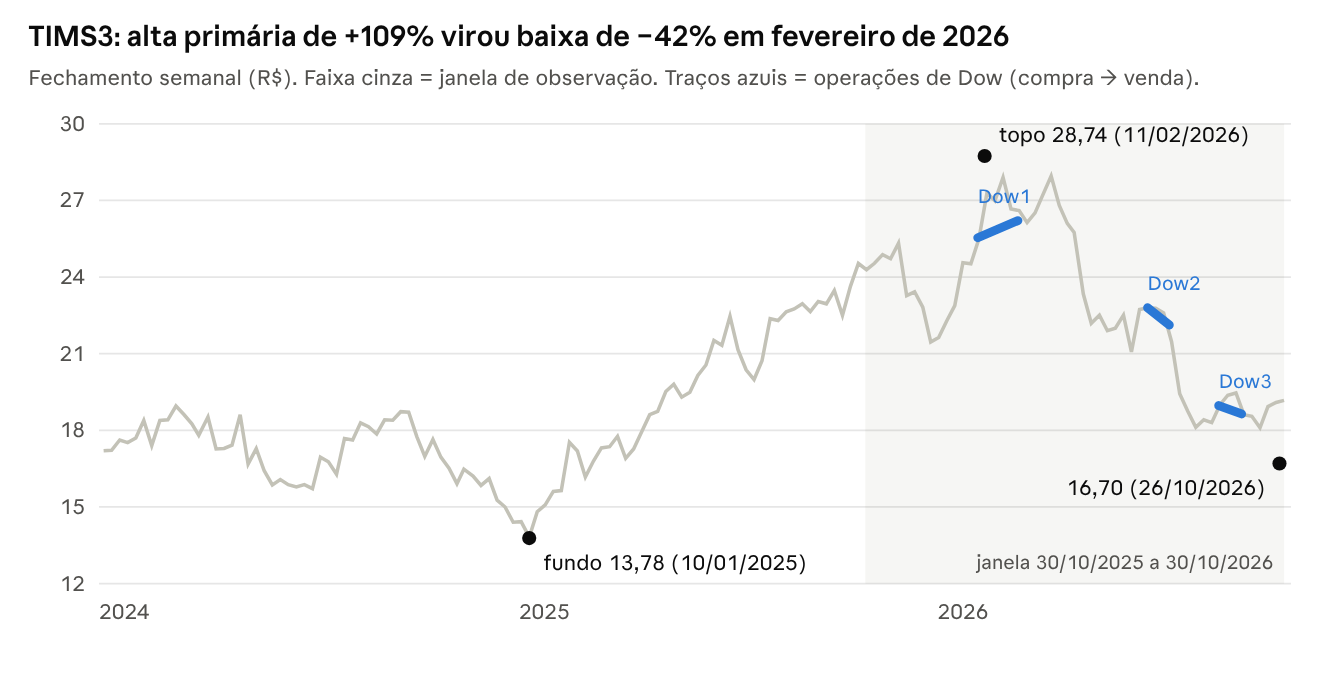 TIMS3: alta primária de +109% virou baixa de −42% em fevereiro de 2026
Fechamento semanal (R$). Faixa cinza = janela de observação. Traços azuis = operações de Dow (compra → venda).
30
topo 28,74 (11/02/2026)
27
Dow1
24
Dow2
21
Dow3
18
16,70 (26/10/2026)
15
fundo 13,78 (10/01/2025)
janela 30/10/2025 a 30/10/2026
12
2024
2025
2026